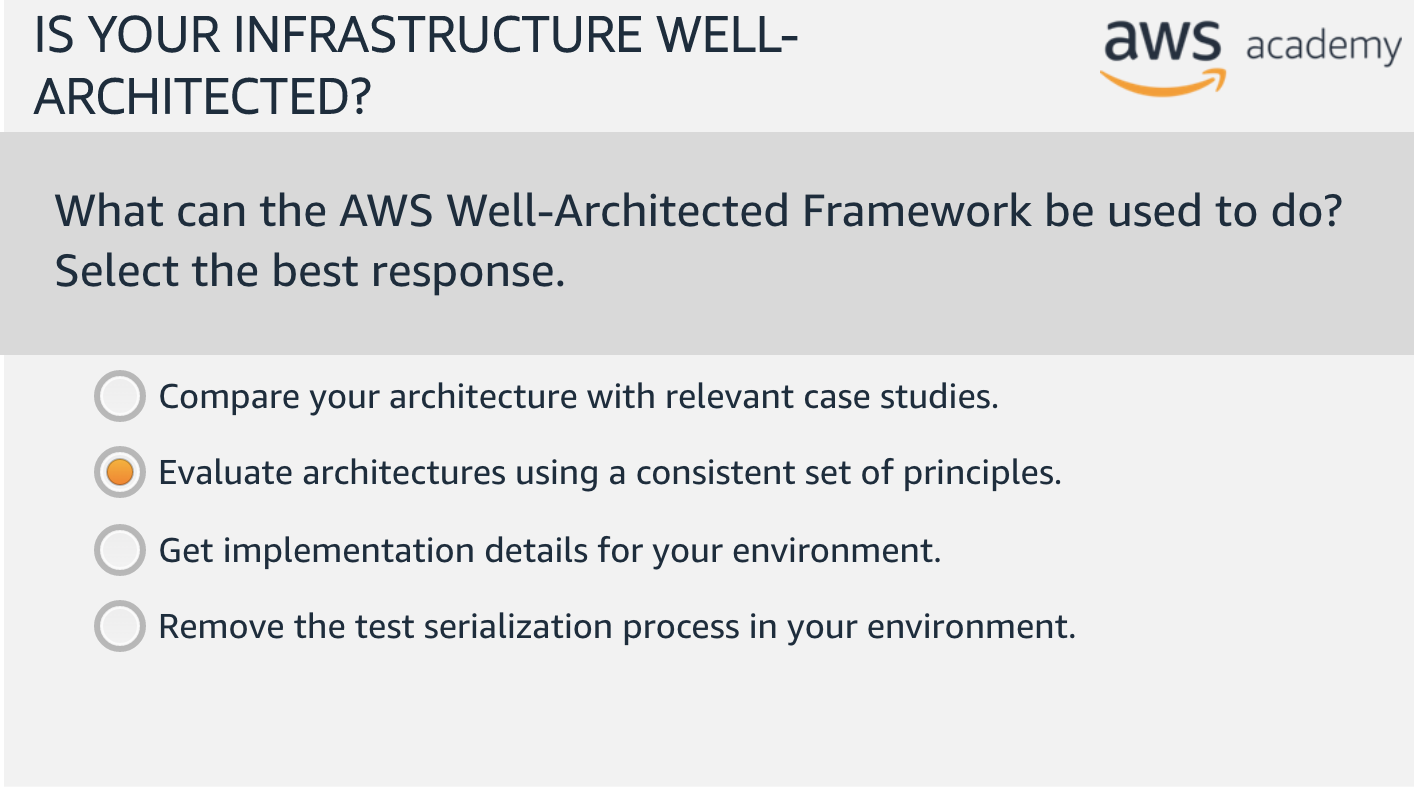 IS YOUR INFRASTRUCTURE WELL-
ARCHITECTED?
aws academy
What can the AWS Well-Architected Framework be used to do?
Select the best response.
Compare your architecture with relevant case studies.
Evaluate architectures using a consistent set of principles.
Get implementation details for your environment.
Remove the test serialization process in your environment.